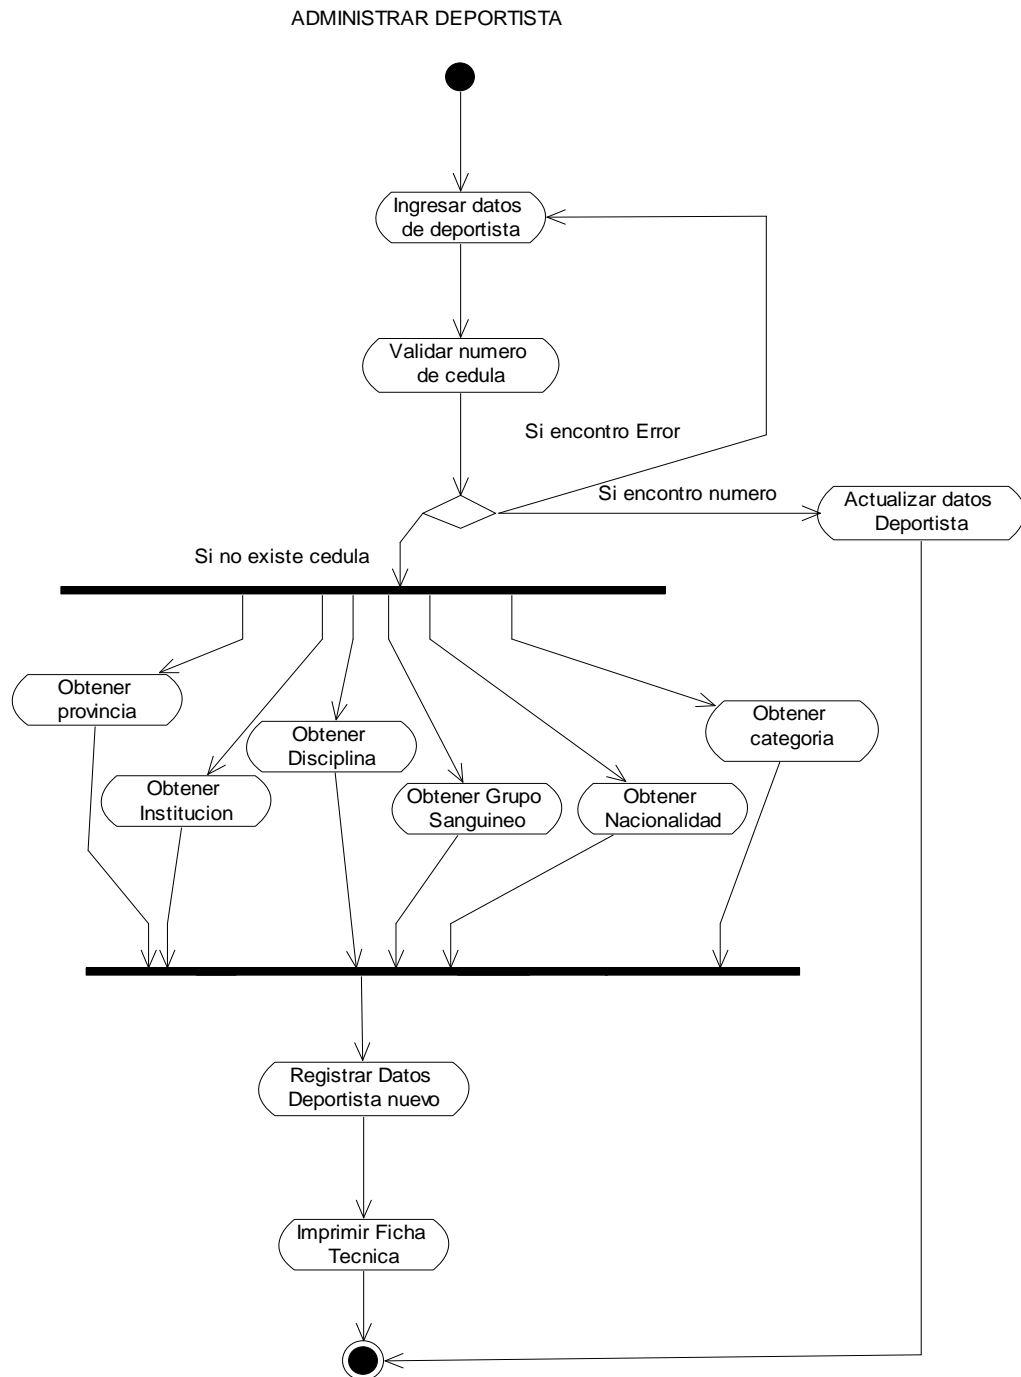 ADMINISTRAR DEPORTISTA
Ingresar datos
de deportista
Validar numero
de cedula
Si encontro Error
Si encontro numero
Actualizar datos
Deportista
Si no existe cedula
Obtener
provincia
Obtener
Institucion
Obtener
Disciplina
Obtener Grupo
Sanguineo
Obtener
Nacionalidad
Obtener
categoria
Registrar Datos
Deportista nuevo
Imprimir Ficha
Tecnica